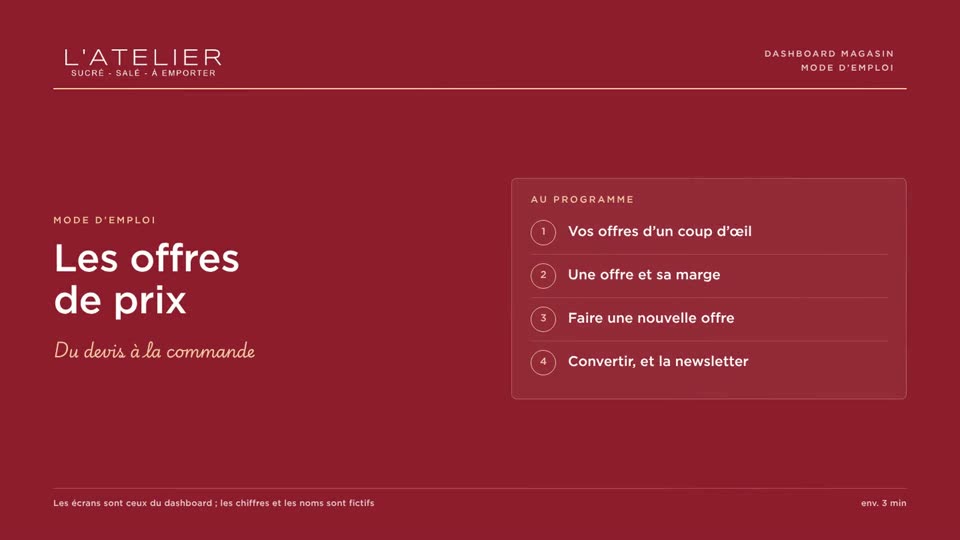 L'ATELIER
SUCRÉ - SALÉ - À EMPORTER
DASHBOARD MAGASIN
MODE D'EMPLOI
MODE D'EMPLOI
Les offres
de prix
Du devis à la commande
AU PROGRAMME
1 Vos offres d'un coup d'œil
2 Une offre et sa marge
3 Faire une nouvelle offre
4 Convertir, et la newsletter
Les écrans sont ceux du dashboard ; les chiffres et les noms sont fictifs
env. 3 min